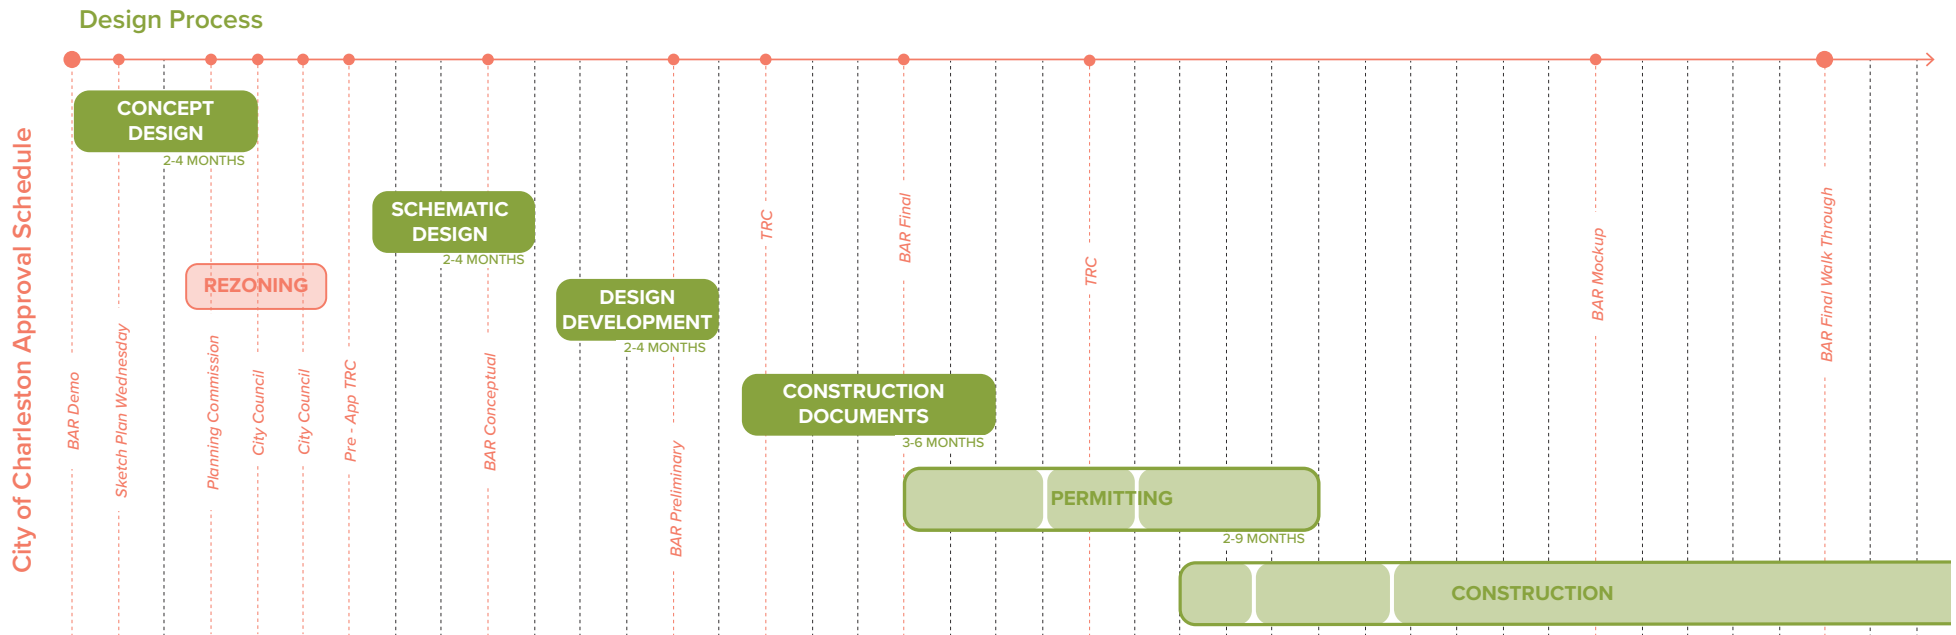 Design Process
City of Charleston Approval Schedule
CONCEPT
DESIGN
2-4 MONTHS
SCHEMATIC
DESIGN
2-4 MONTHS
REZONING
DESIGN
DEVELOPMENT
2-4 MONTHS
CONSTRUCTION
DOCUMENTS
3-6 MONTHS
PERMITTING
2-9 MONTHS
CONSTRUCTION
BAR Demo
Sketch Plan Wednesday
Planning Commission
City Council
City Council
Pre - App TRC
BAR Conceptual
BAR Preliminary
TRC
BAR Final
TRC
BAR Mockup
BAR Final Walk Through